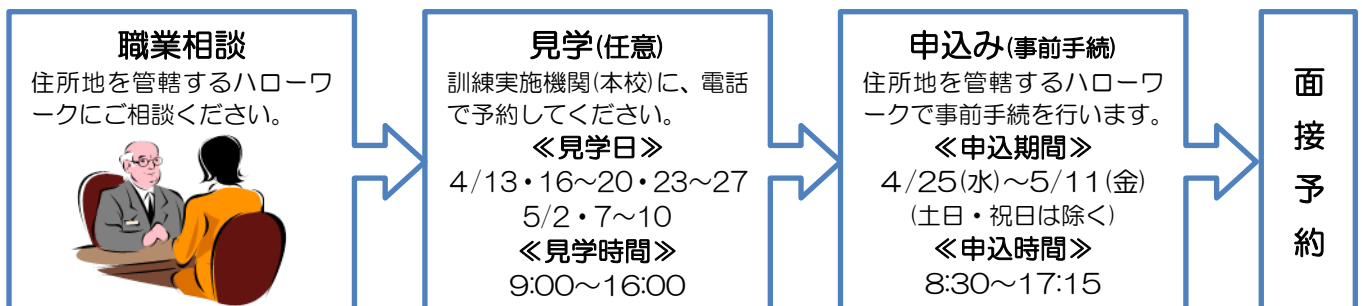 職業相談
住所地を管轄するハローワ
ークにご相談ください。
見学(任意)
訓練実施機関(本校)に、電話
で予約してください。
≪見学日≫
4/13・16～20・23～27
5/2・7～10
≪見学時間≫
9:00～16:00
申込み(事前手続)
住所地を管轄するハローワ
ークで事前手続を行います。
≪申込期間≫
4/25(水)～5/11(金)
(土日・祝日は除く)
≪申込時間≫
8:30～17:15
面接予約